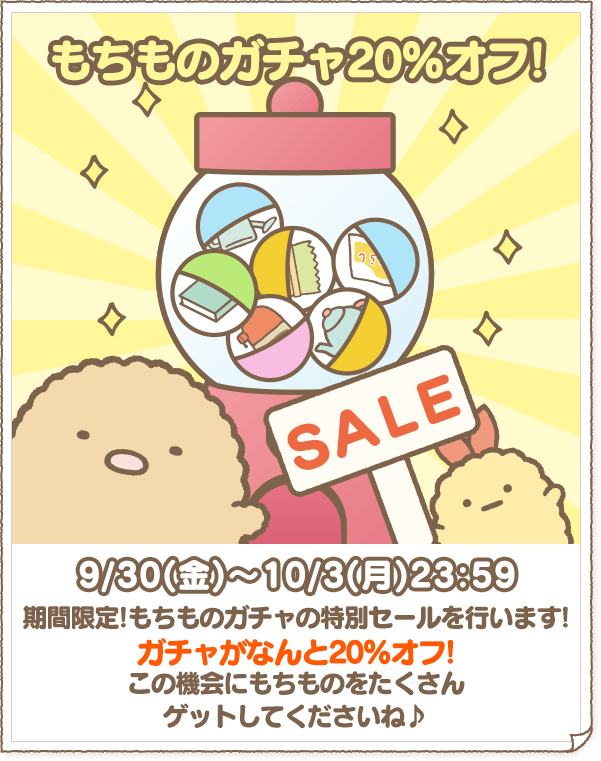 もちものガチャ20%オフ!
SALE
9/30(金)～10/3(月)23:59
期間限定!もちものガチャの特別セールを行います!
ガチャがなんと20%オフ!
この機会にもちものをたくさん
ゲットしてくださいね♪